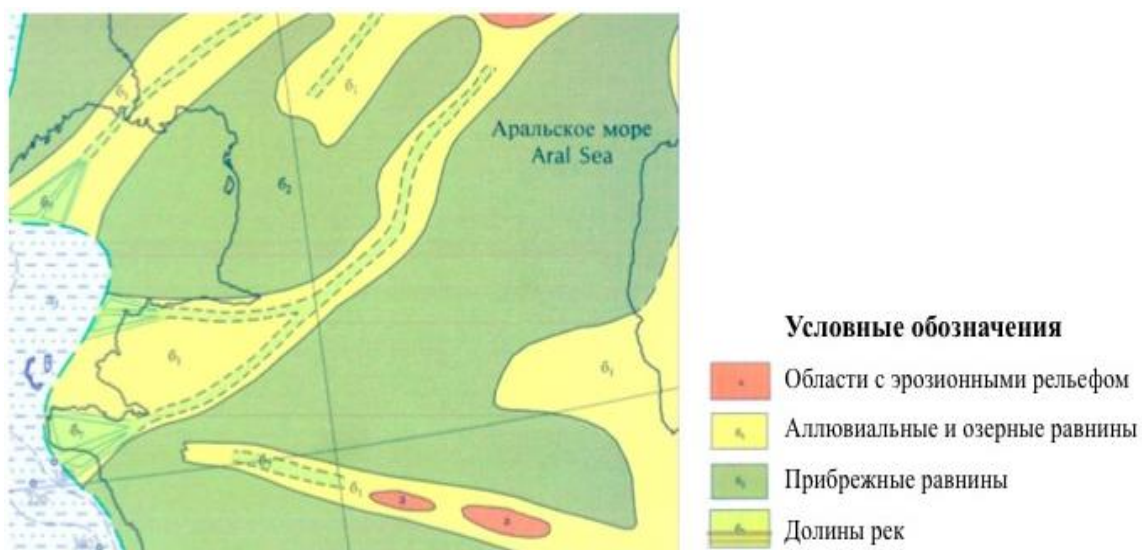 Аральское море
Aral Sea
Условные обозначения
Области с эрозионными рельефом
Аллювиальные и озерные равнины
Прибрежные равнины
Долины рек